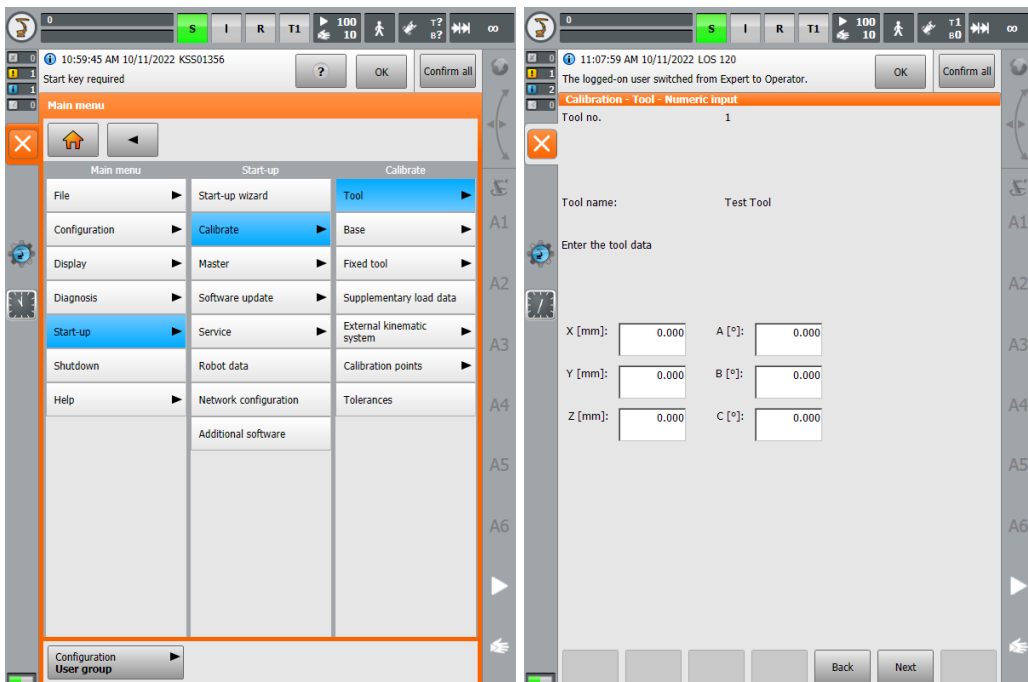 0
S
I
R
T1
100
10
T?
B?
∞
0
1
1
0
10:59:45 AM 10/11/2022 KSS01356
Start key required
?
OK
Confirm all
Main menu
Main menu
Start-up
Calibrate
File
Start-up wizard
Tool
Configuration
Calibrate
Base
Display
Master
Fixed tool
Diagnosis
Software update
Supplementary load data
Start-up
Service
External kinematic
system
Shutdown
Robot data
Calibration points
Help
Network configuration
Tolerances
Additional software
A1
A2
A3
A4
A5
A6
Configuration
User group
0
S
I
R
T1
100
10
T1
B0
∞
0
1
2
0
11:07:59 AM 10/11/2022 LOS 120
The logged-on user switched from Expert to Operator.
OK
Confirm all
Calibration - Tool - Numeric input
Tool no. 1
Tool name: Test Tool
Enter the tool data
X [mm]: 0.000 A [°]: 0.000
Y [mm]: 0.000 B [°]: 0.000
Z [mm]: 0.000 C [°]: 0.000
A1
A2
A3
A4
A5
A6
Back
Next